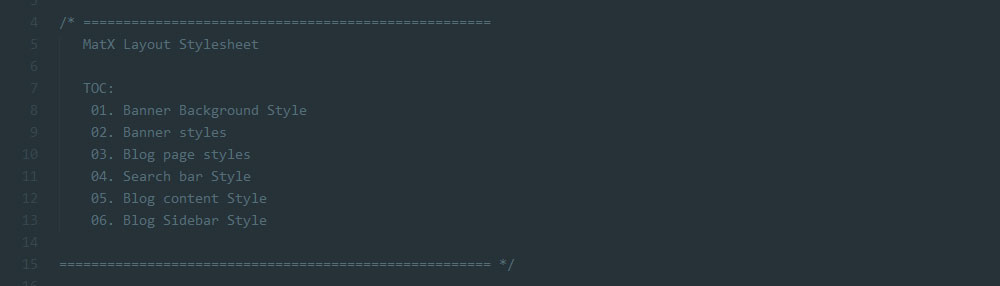 4 /* ===================================================
5 MatX Layout Stylesheet
6
7 TOC:
8 01. Banner Background Style
9 02. Banner styles
10 03. Blog page styles
11 04. Search bar Style
12 05. Blog content Style
13 06. Blog Sidebar Style
14
15 ====================================================== */